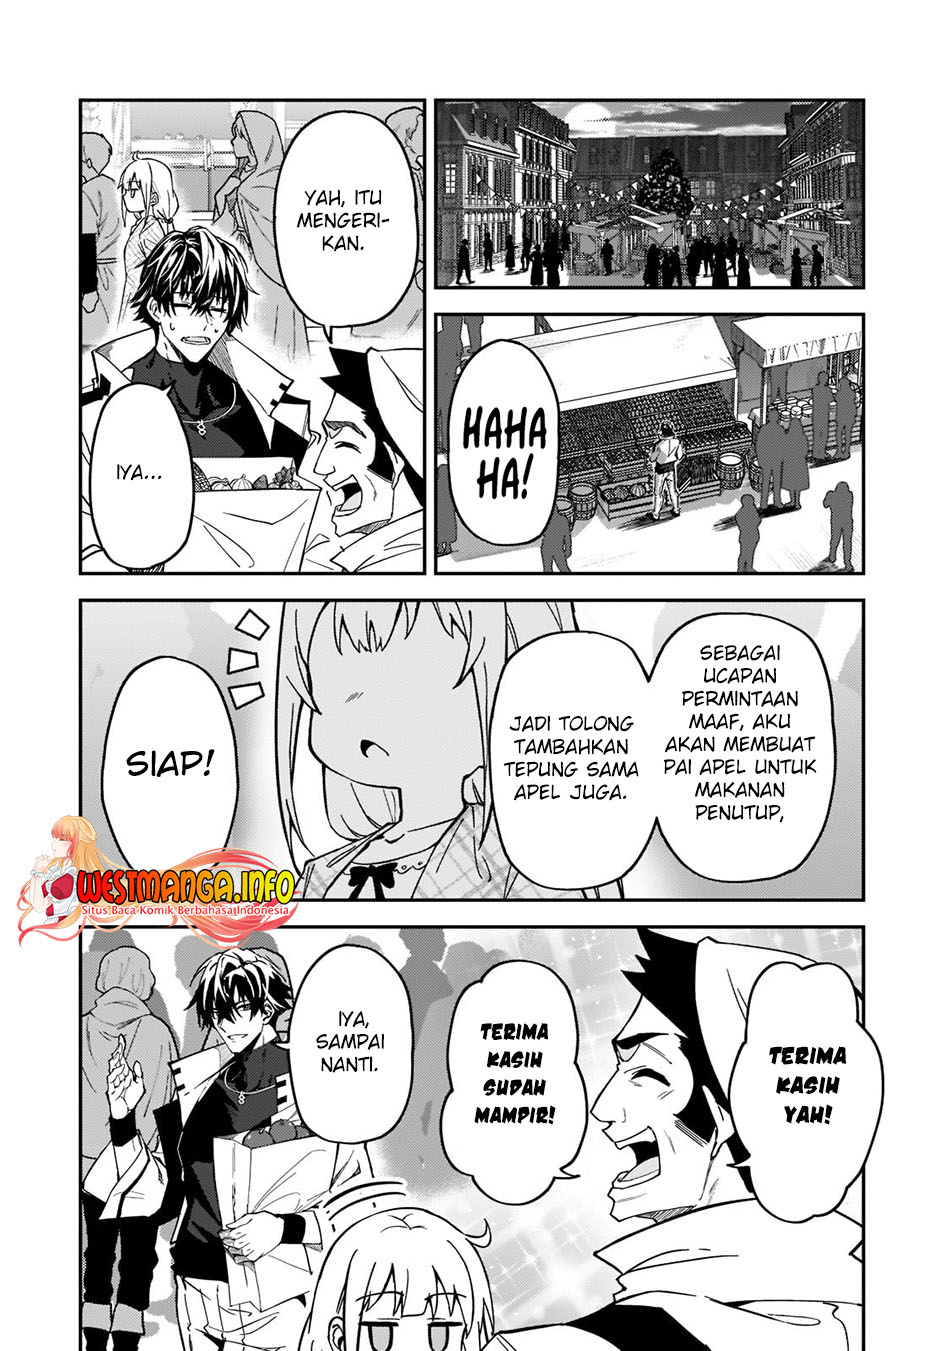 HAHA
HA!
YAH, ITU
MENGERI-
KAN.
IYA...
SEBAGAI
UCAPAN
PERMINTAAN
MAAF, AKU
AKAN MEMBUAT
PAI APEL UNTUK
MAKANAN
PENUTUP,
JADI TOLONG
TAMBAHKAN
TEPUNG SAMA
APEL JUGA.
SIAP!
WESTMANGA.INFO
Situs Baca Komik Berbahasa Indonesia
TERIMA
KASIH
YAH!
TERIMA
KASIH
SUDAH
MAMPIR!
IYA,
SAMPAI
NANTI.